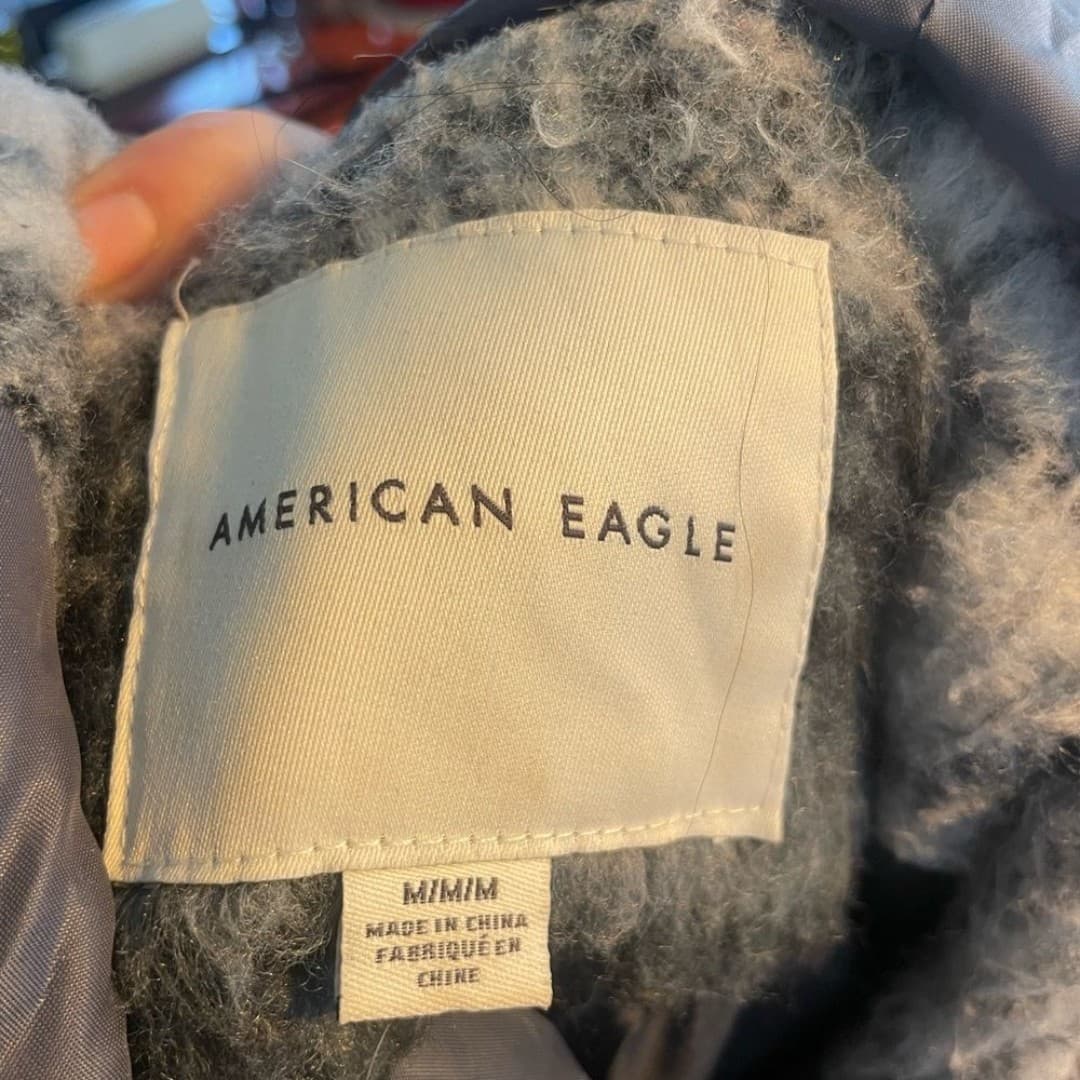 AMERICAN EAGLE
M/M/M
MADE IN CHINA
FABRIQUÉ EN
CHINE